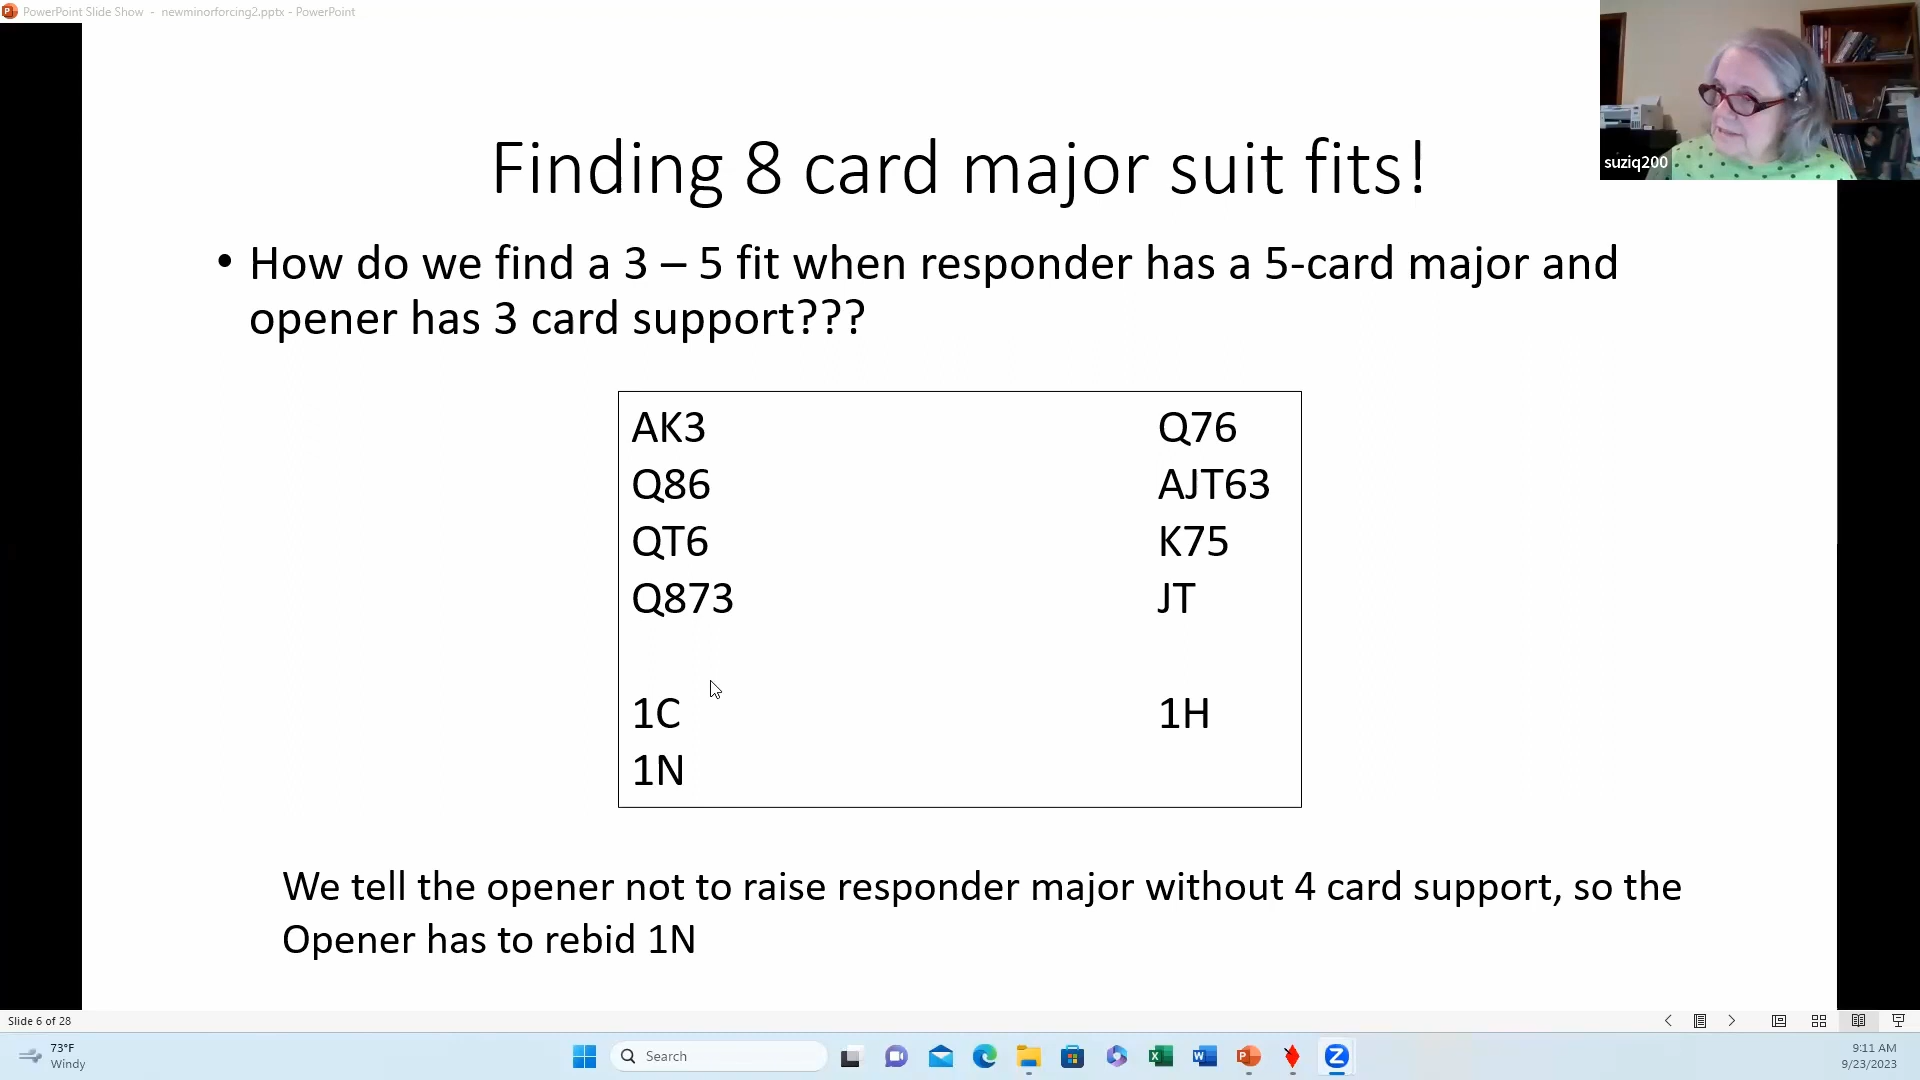 PowerPoint Slide Show - newminorforcing2.pptx - PowerPoint
suziq200
Finding 8 card major suit fits!
• How do we find a 3 – 5 fit when responder has a 5-card major and
opener has 3 card support???
AK3 Q76
Q86 AJT63
QT6 K75
Q873 JT
1C 1H
1N
We tell the opener not to raise responder major without 4 card support, so the
Opener has to rebid 1N
Slide 6 of 28
73°F
Windy
Search
9:11 AM
9/23/2023